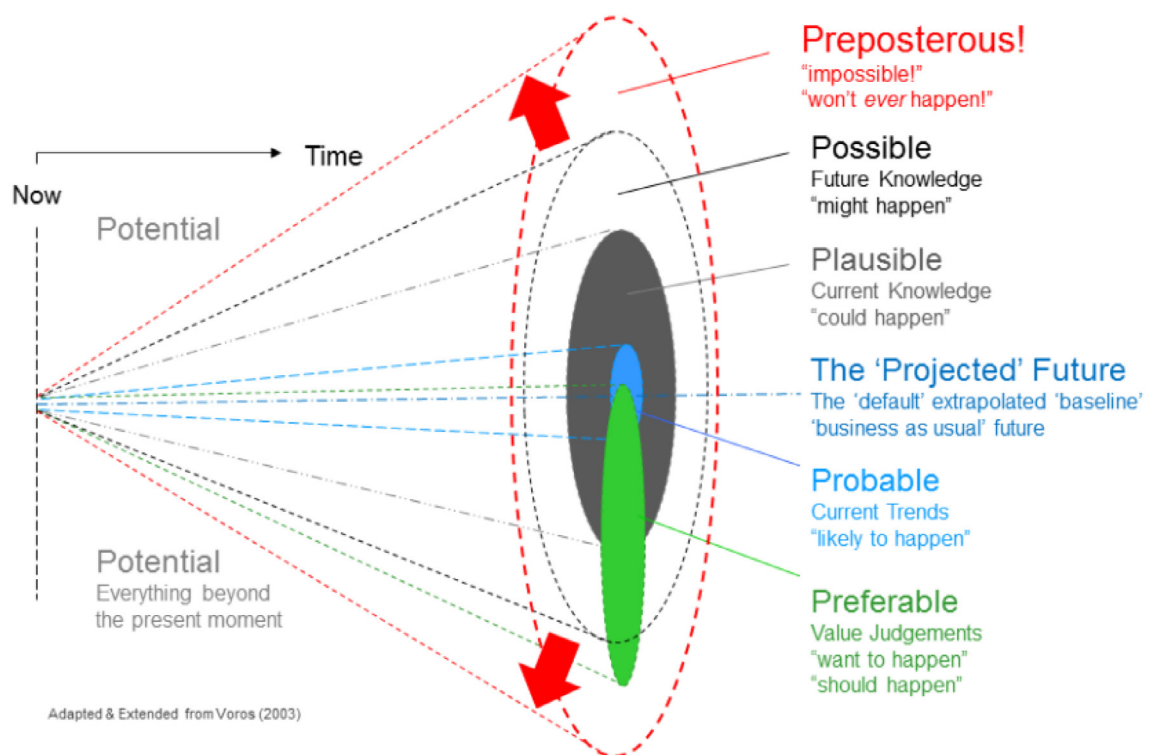 Preposterous!
“impossible!”
“won’t ever happen!”
Time
Now
Potential
Possible
Future Knowledge
“might happen”
Plausible
Current Knowledge
“could happen”
The ‘Projected’ Future
The ‘default’ extrapolated ‘baseline’
‘business as usual’ future
Probable
Current Trends
“likely to happen”
Potential
Everything beyond
the present moment
Preferable
Value Judgements
“want to happen”
“should happen”
Adapted & Extended from Voros (2003)